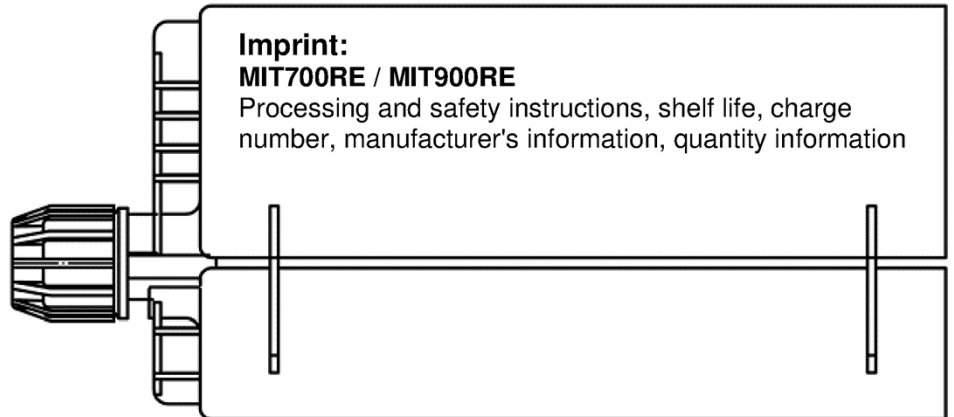 Imprint:
MIT700RE / MIT900RE
Processing and safety instructions, shelf life, charge
number, manufacturer's information, quantity information